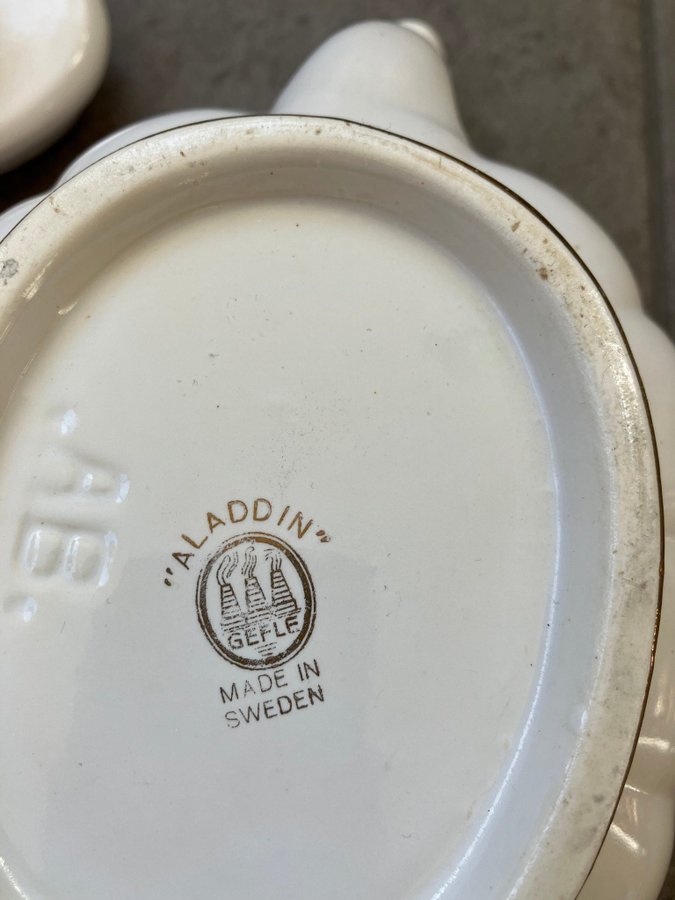 "ALADDIN"
GEFLE
MADE IN
SWEDEN
AB.